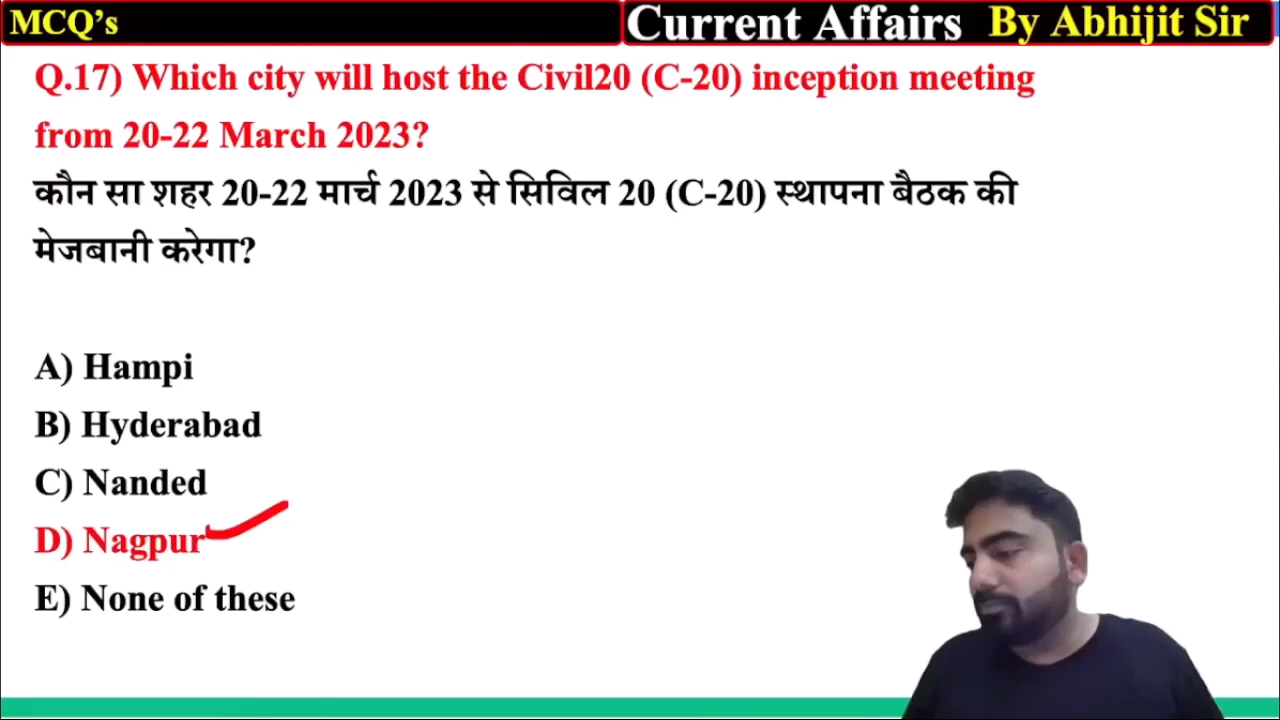 MCQ’s
Current Affairs By Abhijit Sir
Q.17) Which city will host the Civil20 (C-20) inception meeting
from 20-22 March 2023?
कौन सा शहर 20-22 मार्च 2023 से सिविल 20 (C-20) स्थापना बैठक की
मेजबानी करेगा?
A) Hampi
B) Hyderabad
C) Nanded
D) Nagpur
E) None of these